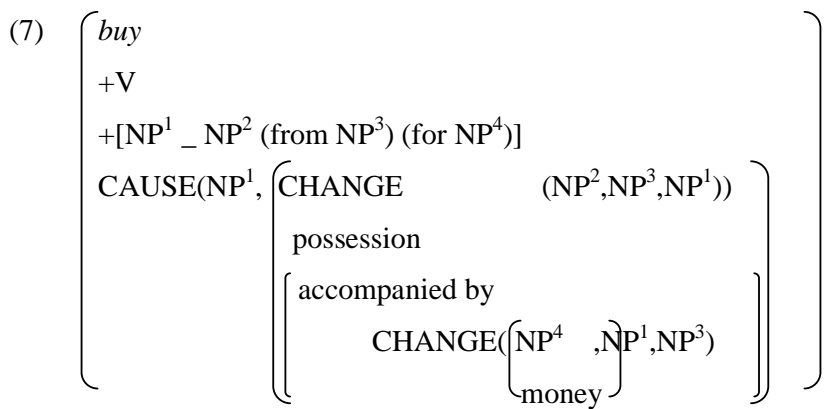 (7) buy
+V
+[NP¹ _ NP² (from NP³) (for NP⁴)]
CAUSE(NP¹, CHANGE (NP²,NP³,NP¹))
possession
accompanied by
CHANGE( NP⁴ ,NP¹,NP³)
money